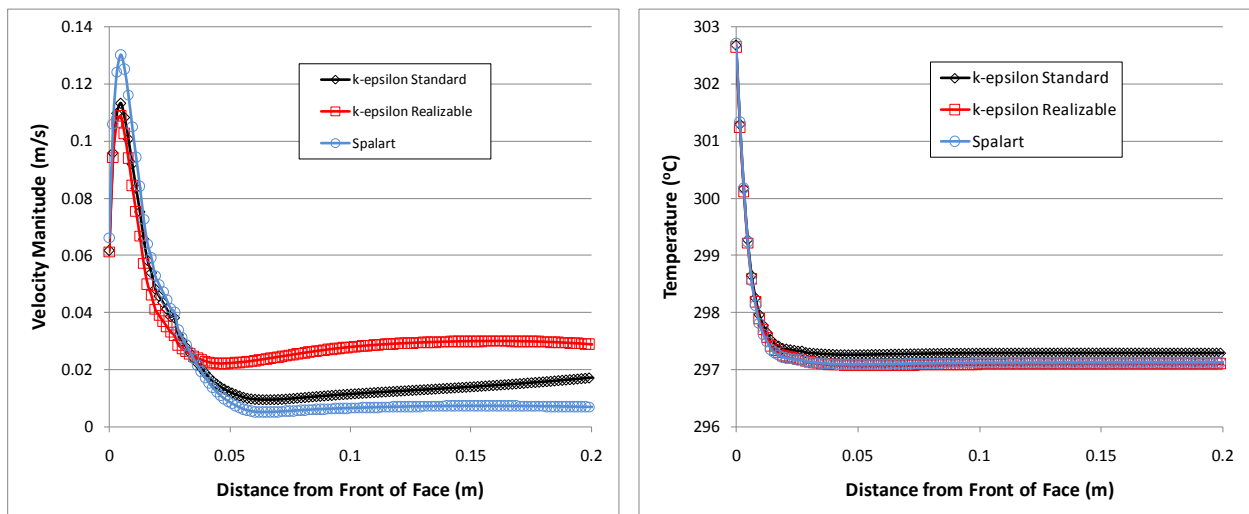 0.14
0.12
0.1
0.08
0.06
0.04
0.02
0
Velocity Manitude (m/s)
k-epsilon Standard
k-epsilon Realizable
Spalart
0 0.05 0.1 0.15 0.2
Distance from Front of Face (m)
303
302
301
300
299
298
297
296
Temperature (ºC)
k-epsilon Standard
k-epsilon Realizable
Spalart
0 0.05 0.1 0.15 0.2
Distance from Front of Face (m)